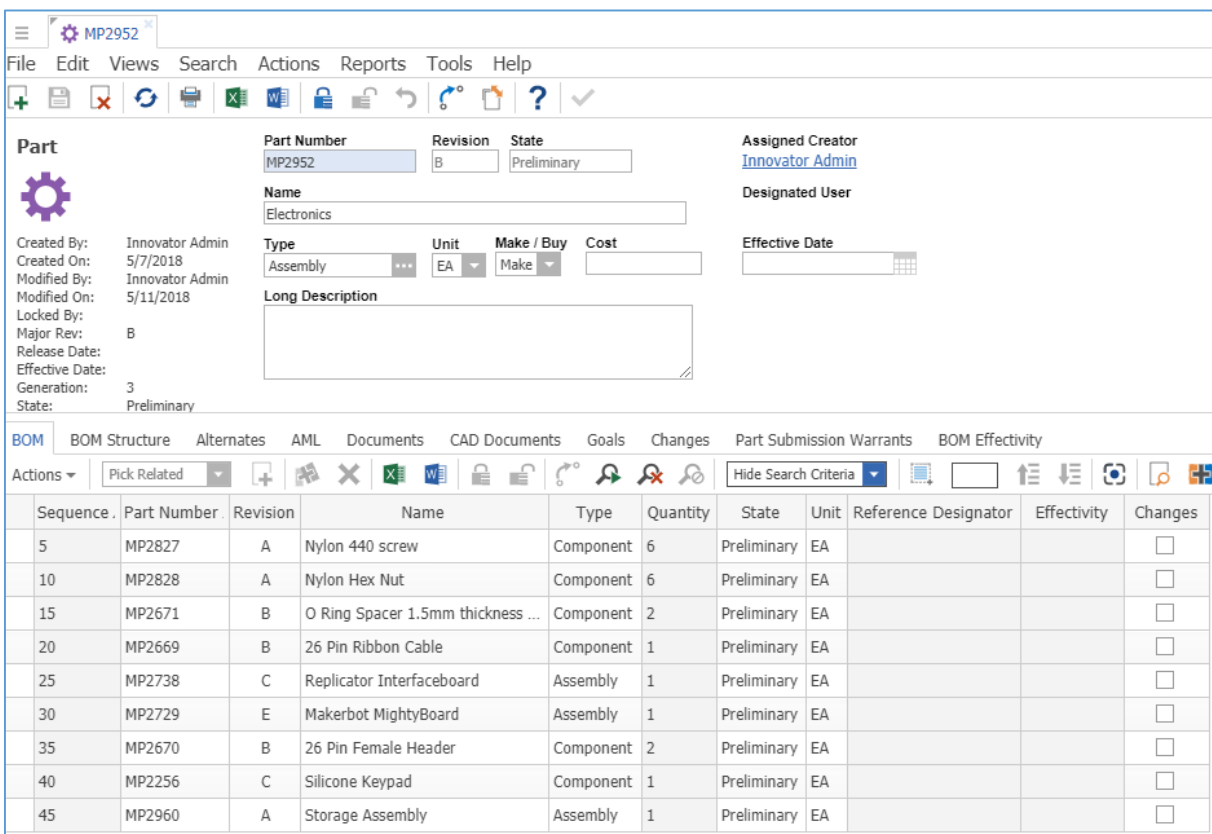 MP2952
File Edit Views Search Actions Reports Tools Help
Part
Part Number Revision State Assigned Creator
MP2952 B Preliminary Innovator Admin
Name Designated User
Electronics
Created By: Innovator Admin
Created On: 5/7/2018
Modified By: Innovator Admin
Modified On: 5/11/2018
Locked By:
Major Rev: B
Release Date:
Effective Date:
Generation: 3
State: Preliminary
Type Unit Make / Buy Cost Effective Date
Assembly ... EA Make
Long Description
BOM BOM Structure Alternates AML Documents CAD Documents Goals Changes Part Submission Warrants BOM Effectivity
Actions Pick Related Hide Search Criteria
Sequence . Part Number . Revision Name Type Quantity State Unit Reference Designator Effectivity Changes
5 MP2827 A Nylon 440 screw Component 6 Preliminary EA
10 MP2828 A Nylon Hex Nut Component 6 Preliminary EA
15 MP2671 B O Ring Spacer 1.5mm thickness ... Component 2 Preliminary EA
20 MP2669 B 26 Pin Ribbon Cable Component 1 Preliminary EA
25 MP2738 C Replicator Interfaceboard Assembly 1 Preliminary EA
30 MP2729 E Makerbot MightyBoard Assembly 1 Preliminary EA
35 MP2670 B 26 Pin Female Header Component 2 Preliminary EA
40 MP2256 C Silicone Keypad Component 1 Preliminary EA
45 MP2960 A Storage Assembly Assembly 1 Preliminary EA